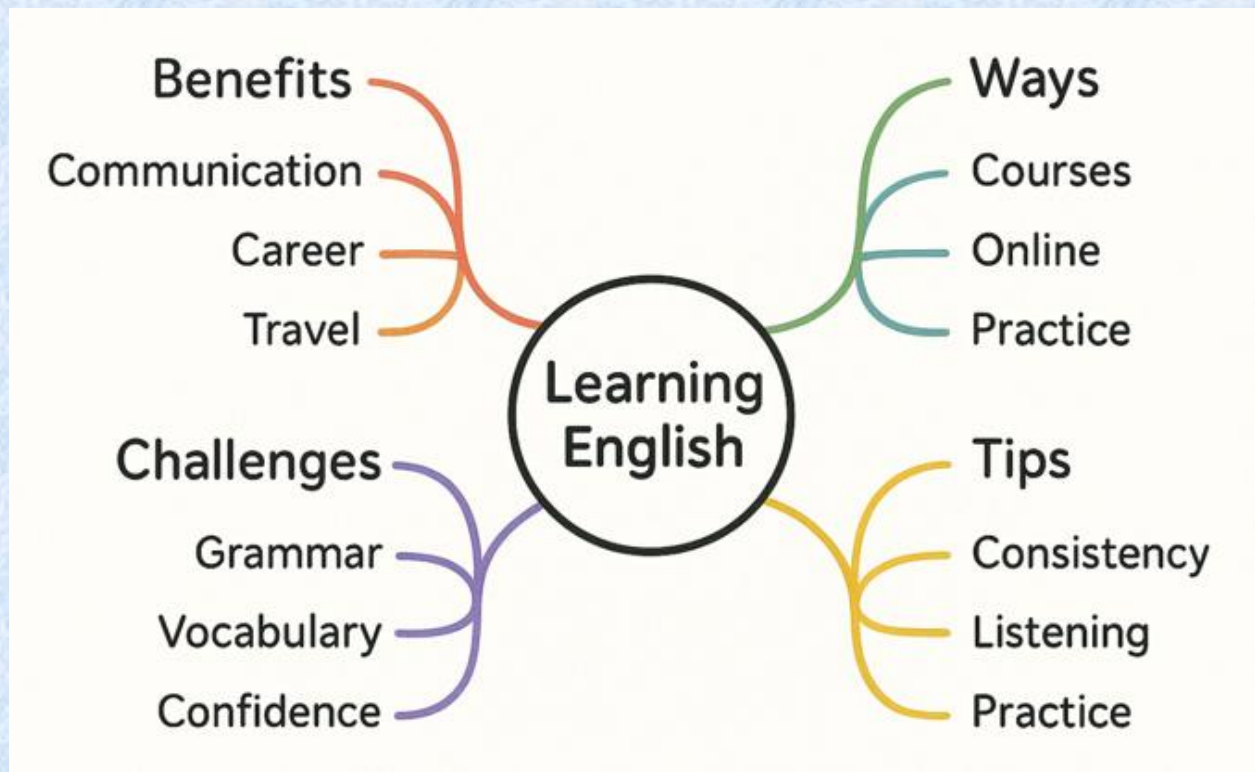 Benefits
Communication
Career
Travel
Challenges
Grammar
Vocabulary
Confidence
Learning
English
Ways
Courses
Online
Practice
Tips
Consistency
Listening
Practice